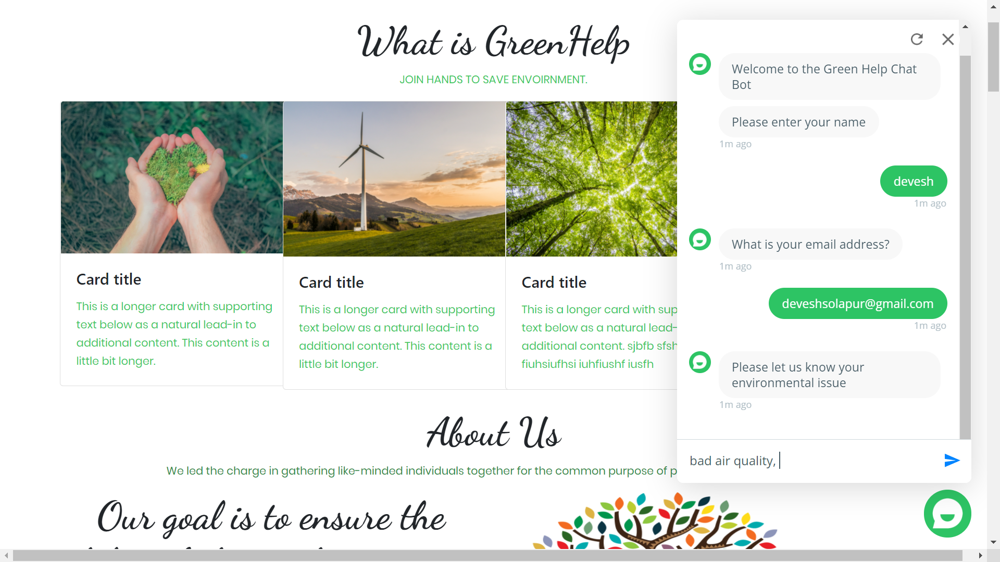 What is GreenHelp
JOIN HANDS TO SAVE ENVOIRNMENT.
Card title
This is a longer card with supporting
text below as a natural lead-in to
additional content. This content is a
little bit longer.
Card title
This is a longer card with supporting
text below as a natural lead-in to
additional content. This content is a
little bit longer.
Card title
This is a longer card with sup
text below as a natural lead-
additional content. sjbfb sfsh
fiuhsiufhsi iuhfiushf iusfh
About Us
We led the charge in gathering like-minded individuals together for the common purpose of p
Our goal is to ensure the
Welcome to the Green Help Chat
Bot
Please enter your name
1m ago
devesh
1m ago
What is your email address?
1m ago
deveshsolapur@gmail.com
1m ago
Please let us know your
environmental issue
1m ago
bad air quality,